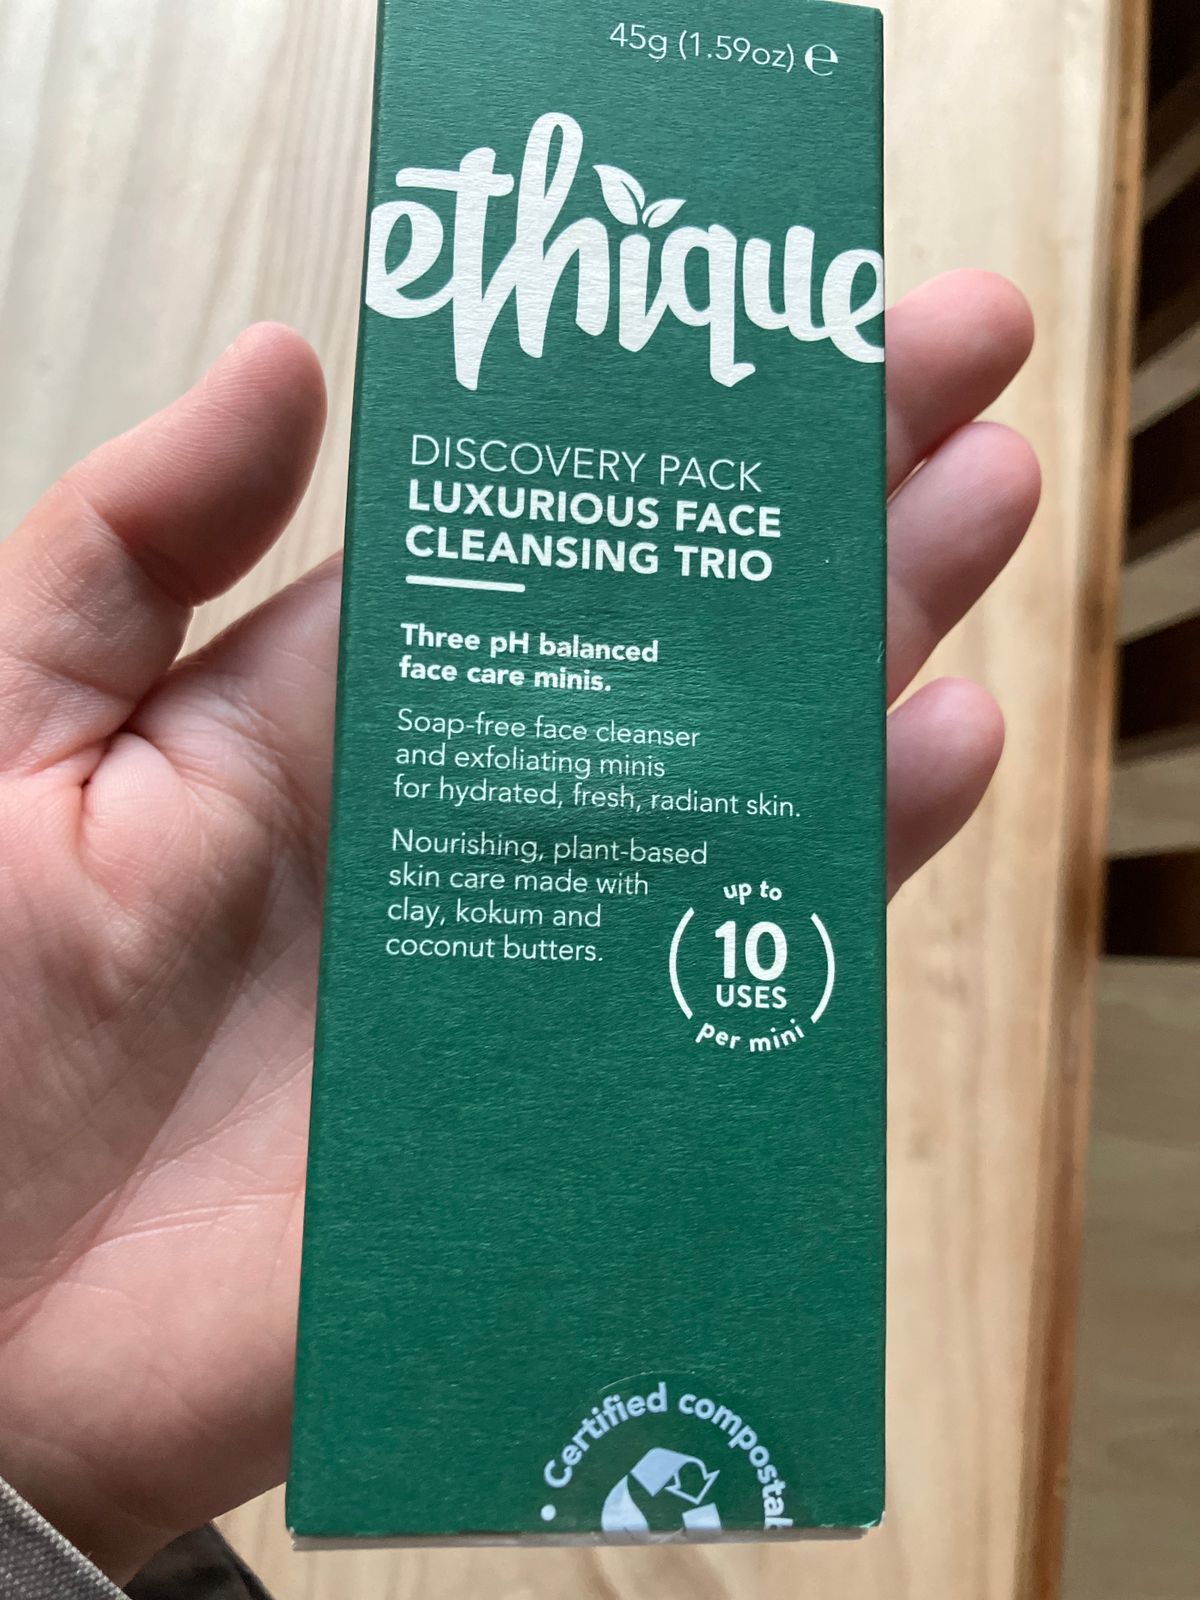 45g (1.59oz) ℮
ethique
DISCOVERY PACK
LUXURIOUS FACE
CLEANSING TRIO
Three pH balanced
face care minis.
Soap-free face cleanser
and exfoliating minis
for hydrated, fresh, radiant skin.
Nourishing, plant-based
skin care made with
clay, kokum and
coconut butters.
up to
10
USES
per mini
• Certified compostab